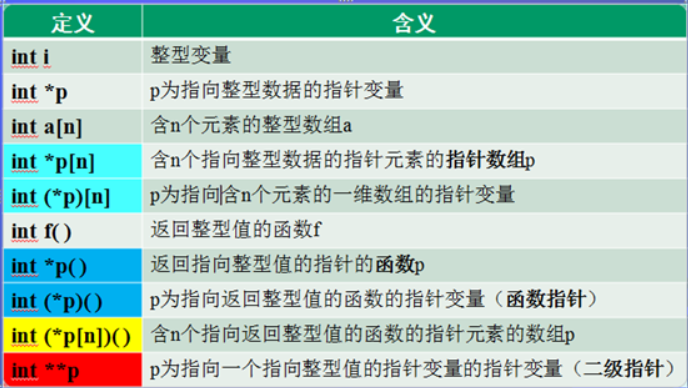 定义 含义
int i 整型变量
int *p p为指向整型数据的指针变量
int a[n] 含n个元素的整型数组a
int *p[n] 含n个指向整型数据的指针元素的指针数组p
int (*p)[n] p为指向含n个元素的一维数组的指针变量
int f( ) 返回整型值的函数f
int *p( ) 返回指向整型值的指针的函数p
int (*p)( ) p为指向返回整型值的函数的指针变量（函数指针）
int (*p[n])( ) 含n个指向返回整型值的函数的指针元素的数组p
int **p p为指向一个指向整型值的指针变量的指针变量（二级指针）